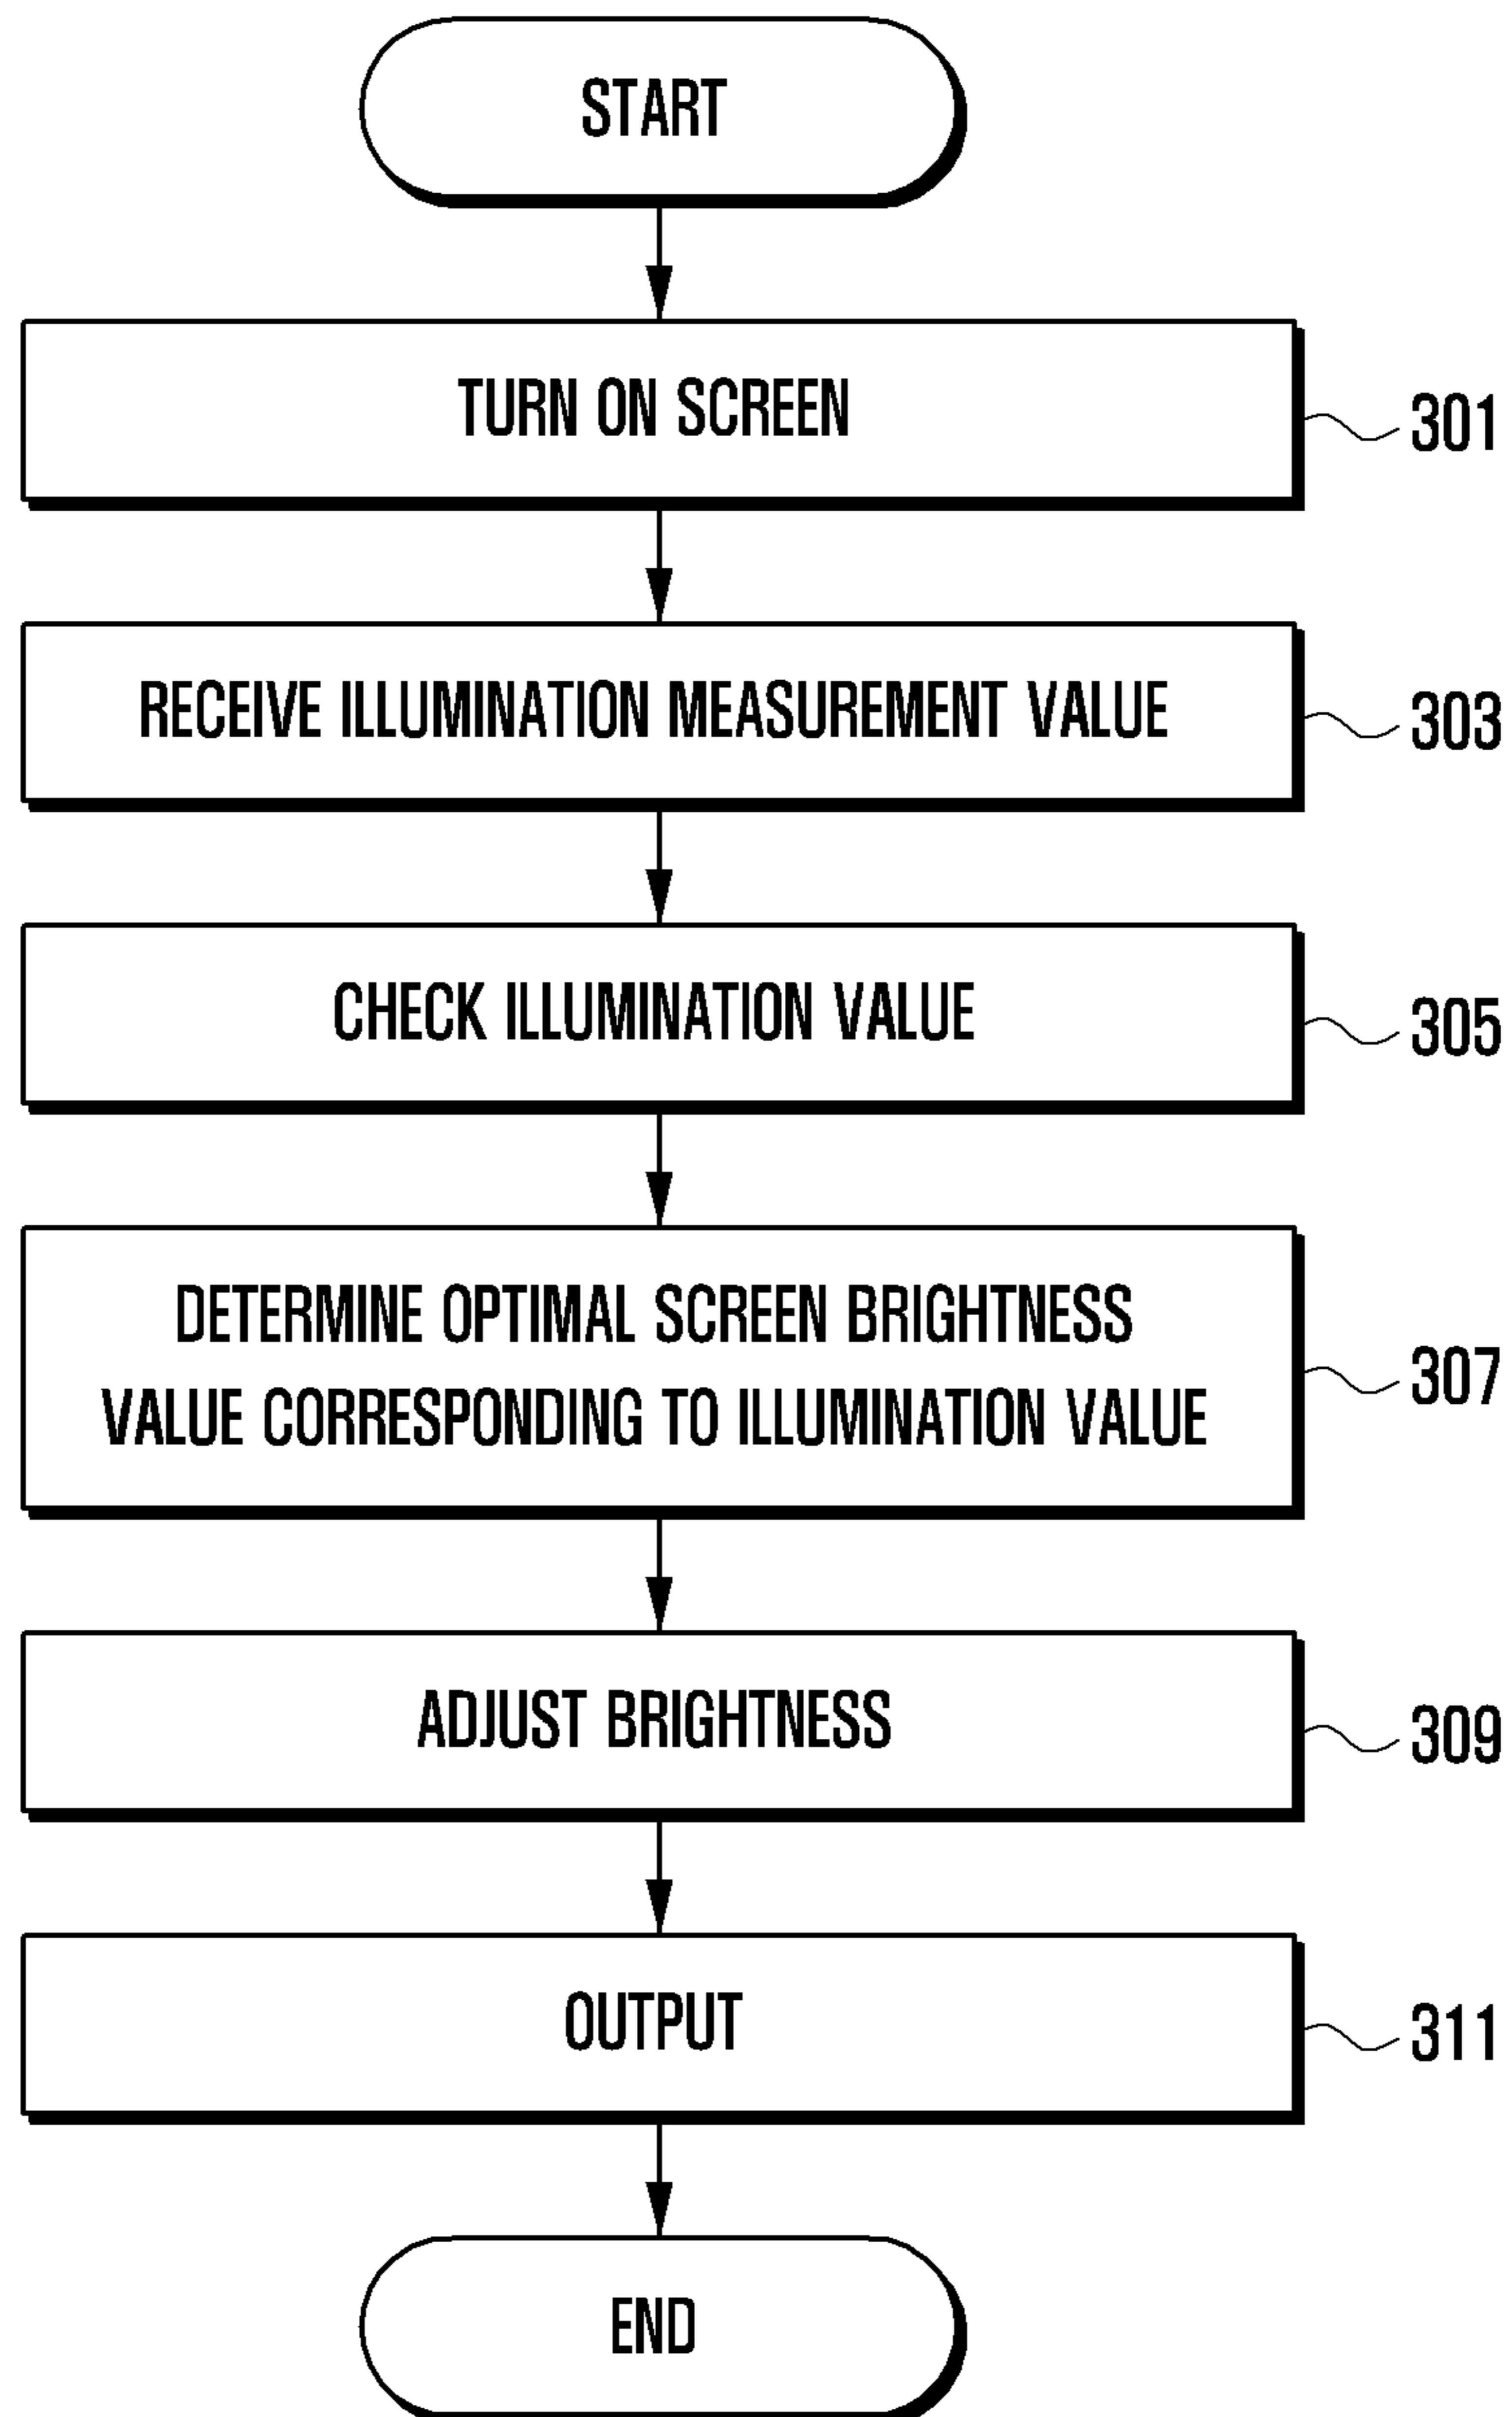 START
TURN ON SCREEN
301
RECEIVE ILLUMINATION MEASUREMENT VALUE
303
CHECK ILLUMINATION VALUE
305
DETERMINE OPTIMAL SCREEN BRIGHTNESS
VALUE CORRESPONDING TO ILLUMINATION VALUE
307
ADJUST BRIGHTNESS
309
OUTPUT
311
END